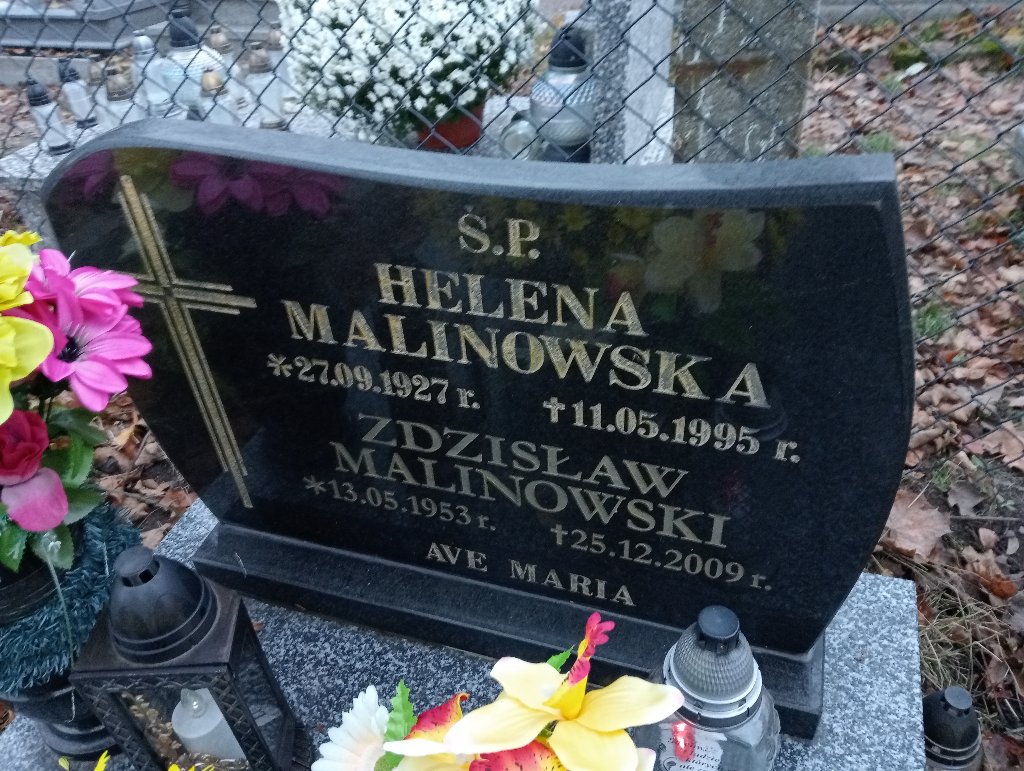 Ś.P.
HELENA
MALINOWSKA
*27.09.1927 r. †11.05.1995 r.
ZDZISŁAW
MALINOWSKI
*13.05.1953 r. †25.12.2009 r.
AVE MARIA